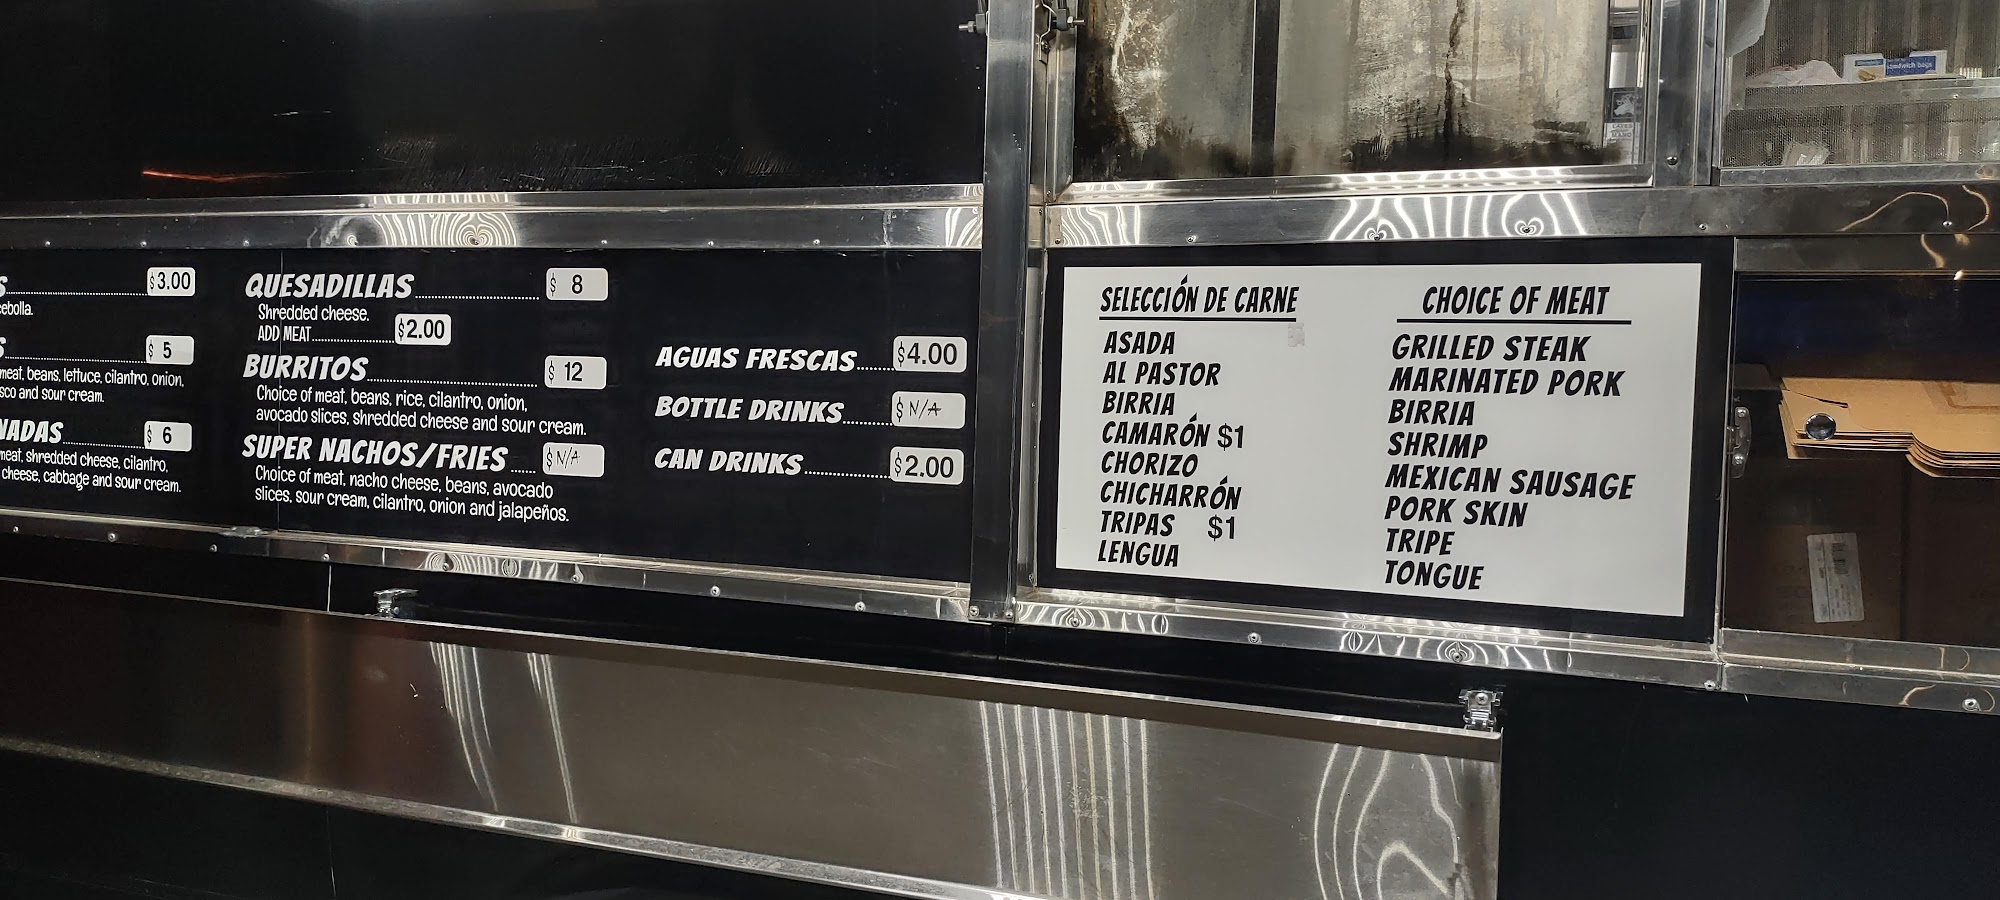 $3.00
ebolla.
$ 5
meat, beans, lettuce, cilantro, onion,
sco and sour cream.
NADAS $ 6
meat, shredded cheese, cilantro,
cheese, cabbage and sour cream.
QUESADILLAS $ 8
Shredded cheese.
ADD MEAT $2.00
BURRITOS $ 12
Choice of meat, beans, rice, cilantro, onion,
avocado slices, shredded cheese and sour cream.
SUPER NACHOS/FRIES $ N/A
Choice of meat, nacho cheese, beans, avocado
slices, sour cream, cilantro, onion and jalapeños.
AGUAS FRESCAS $4.00
BOTTLE DRINKS $ N/A
CAN DRINKS $2.00
SELECCIÓN DE CARNE
ASADA
AL PASTOR
BIRRIA
CAMARÓN $1
CHORIZO
CHICHARRÓN
TRIPAS $1
LENGUA
CHOICE OF MEAT
GRILLED STEAK
MARINATED PORK
BIRRIA
SHRIMP
MEXICAN SAUSAGE
PORK SKIN
TRIPE
TONGUE
sandwich bags